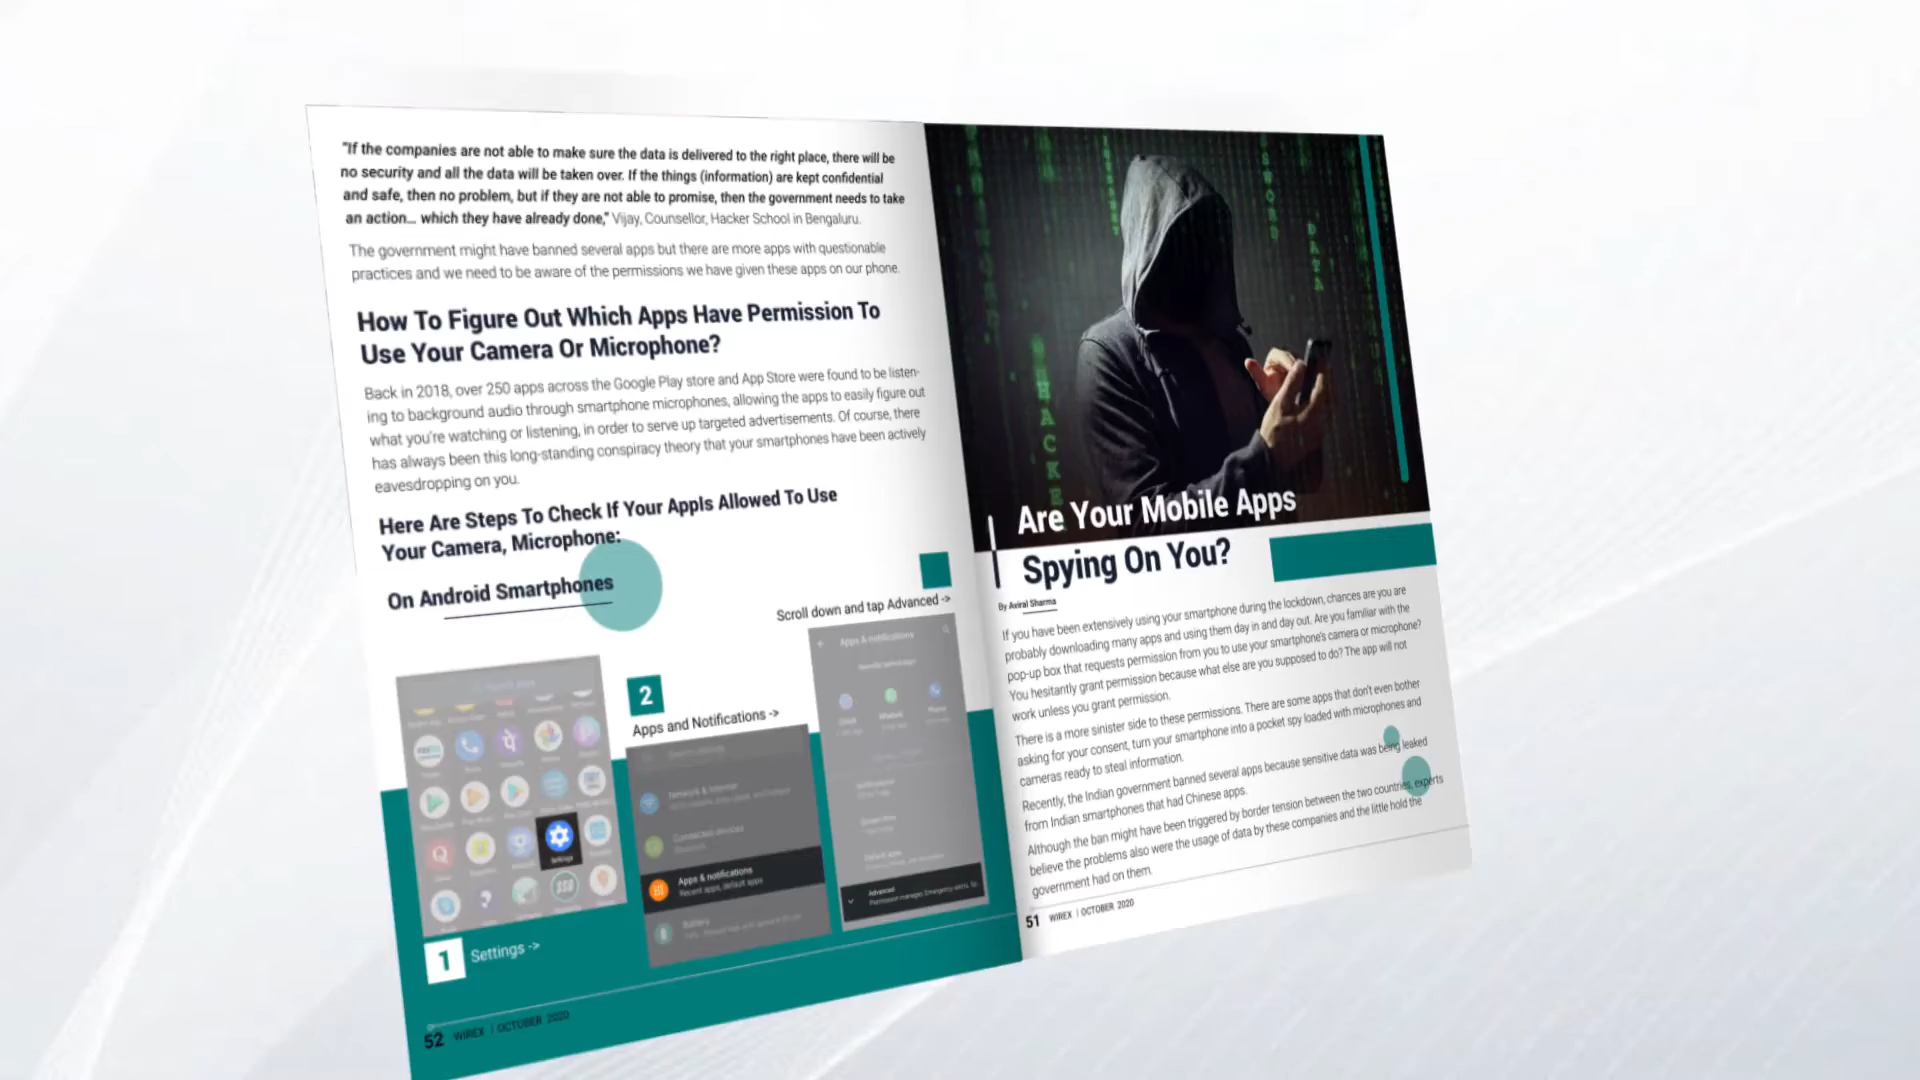 "If the companies are not able to make sure the data is delivered to the right place, there will be
no security and all the data will be taken over. If the things (information) are kept confidential
and safe, then no problem, but if they are not able to promise, then the government needs to take
an action... which they have already done," Vijay, Counsellor, Hacker School in Bengaluru.
The government might have banned several apps but there are more apps with questionable
practices and we need to be aware of the permissions we have given these apps on our phone.
How To Figure Out Which Apps Have Permission To
Use Your Camera Or Microphone?
Back in 2018, over 250 apps across the Google Play store and App Store were found to be listen-
ing to background audio through smartphone microphones, allowing the apps to easily figure out
what you're watching or listening, in order to serve up targeted advertisements. Of course, there
has always been this long-standing conspiracy theory that your smartphones have been actively
eavesdropping on you.
Here Are Steps To Check If Your AppIs Allowed To Use
Your Camera, Microphone:
On Android Smartphones
1 Settings ->
Settings
2
Apps and Notifications ->
Network & internet
Connected devices
Apps & notifications
Recent apps, default apps
Battery
Scroll down and tap Advanced ->
Apps & notifications
Advanced
52 WIREX | OCTOBER 2020
INTERNET
SWORD
DATA
HACKE
Are Your Mobile Apps
Spying On You?
By Aviral Sharma
If you have been extensively using your smartphone during the lockdown, chances are you are
probably downloading many apps and using them day in and day out. Are you familiar with the
pop-up box that requests permission from you to use your smartphone's camera or microphone?
You hesitantly grant permission because what else are you supposed to do? The app will not
work unless you grant permission.
There is a more sinister side to these permissions. There are some apps that don't even bother
asking for your consent, turn your smartphone into a pocket spy loaded with microphones and
cameras ready to steal information.
Recently, the Indian government banned several apps because sensitive data was being leaked
from Indian smartphones that had Chinese apps.
Although the ban might have been triggered by border tension between the two countries, experts
believe the problems also were the usage of data by these companies and the little hold the
government had on them.
51 WIREX | OCTOBER 2020